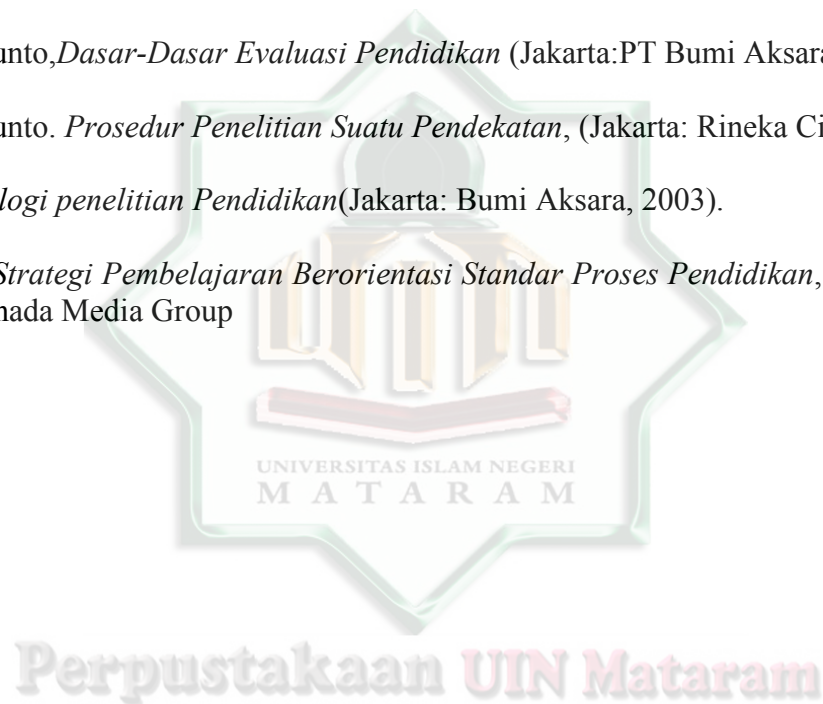 unto,Dasar-Dasar Evaluasi Pendidikan (Jakarta:PT Bumi Aksara
unto. Prosedur Penelitian Suatu Pendekatan, (Jakarta: Rineka Ci
logi penelitian Pendidikan(Jakarta: Bumi Aksara, 2003).
Strategi Pembelajaran Berorientasi Standar Proses Pendidikan,
nada Media Group
UNIVERSITAS ISLAM NEGERI
MATARAM
Perpustakaan UIN Mataram